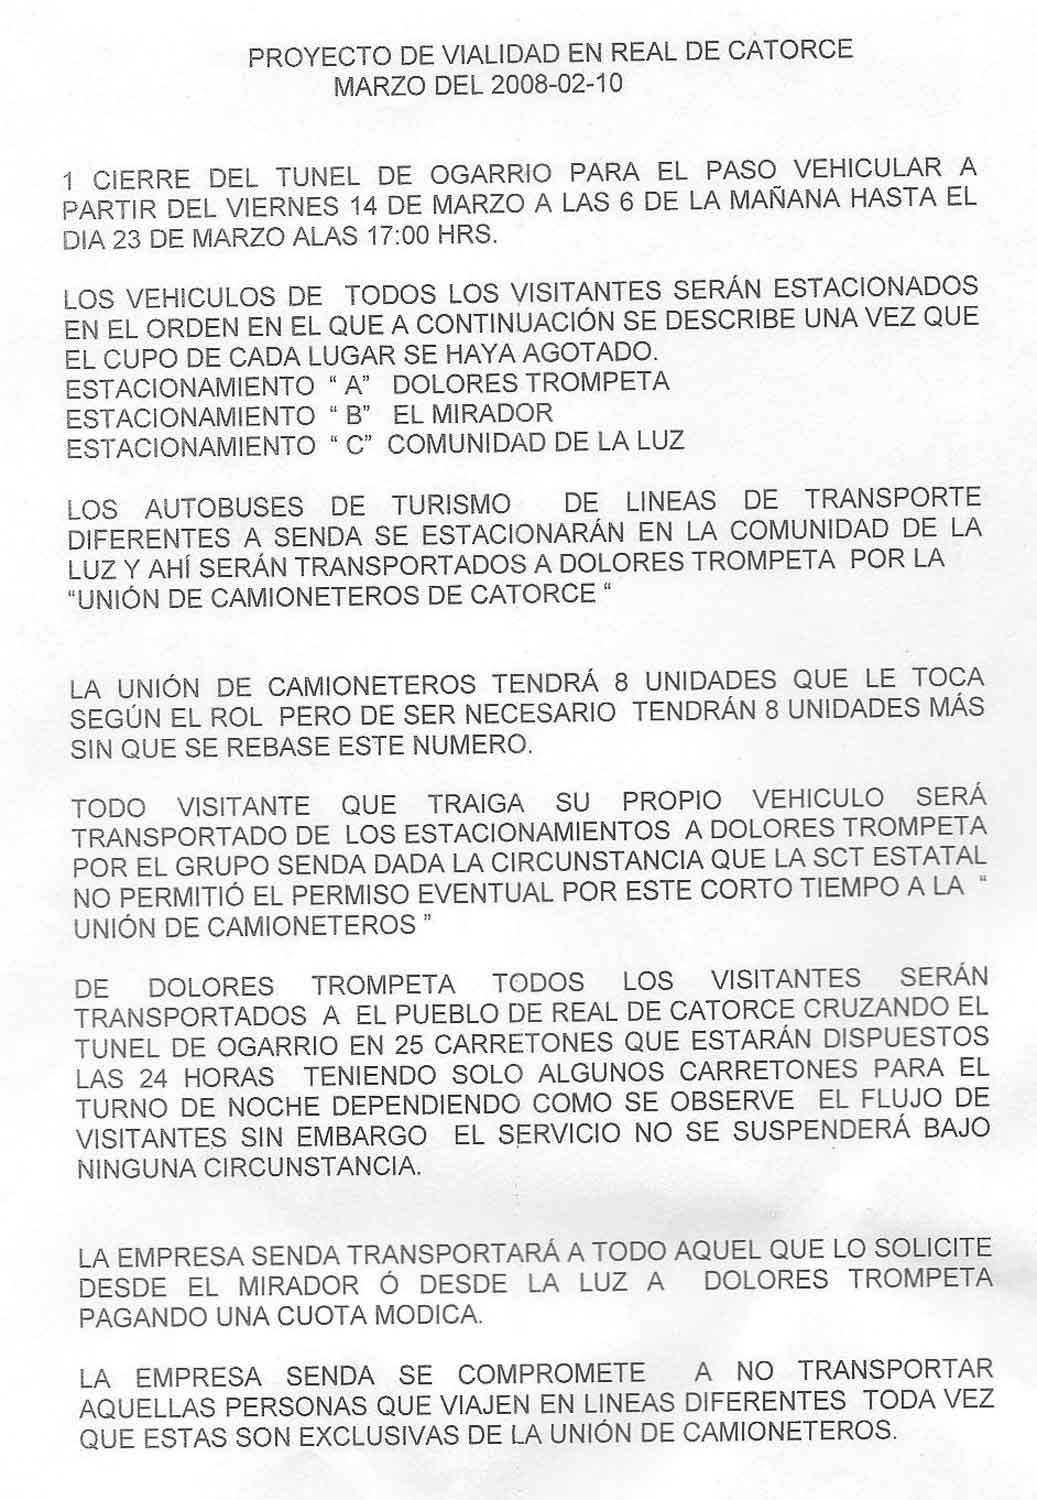 PROYECTO DE VIALIDAD EN REAL DE CATORCE
MARZO DEL 2008-02-10
1 CIERRE DEL TUNEL DE OGARRIO PARA EL PASO VEHICULAR A
PARTIR DEL VIERNES 14 DE MARZO A LAS 6 DE LA MAÑANA HASTA EL
DIA 23 DE MARZO ALAS 17:00 HRS.
LOS VEHICULOS DE TODOS LOS VISITANTES SERÁN ESTACIONADOS
EN EL ORDEN EN EL QUE A CONTINUACIÓN SE DESCRIBE UNA VEZ QUE
EL CUPO DE CADA LUGAR SE HAYA AGOTADO.
ESTACIONAMIENTO " A" DOLORES TROMPETA
ESTACIONAMIENTO " B" EL MIRADOR
ESTACIONAMIENTO " C" COMUNIDAD DE LA LUZ
LOS AUTOBUSES DE TURISMO DE LINEAS DE TRANSPORTE
DIFERENTES A SENDA SE ESTACIONARÁN EN LA COMUNIDAD DE LA
LUZ Y AHÍ SERÁN TRANSPORTADOS A DOLORES TROMPETA POR LA
"UNIÓN DE CAMIONETEROS DE CATORCE "
LA UNIÓN DE CAMIONETEROS TENDRÁ 8 UNIDADES QUE LE TOCA
SEGÚN EL ROL PERO DE SER NECESARIO TENDRÁN 8 UNIDADES MÁS
SIN QUE SE REBASE ESTE NUMERO.
TODO VISITANTE QUE TRAIGA SU PROPIO VEHICULO SERÁ
TRANSPORTADO DE LOS ESTACIONAMIENTOS A DOLORES TROMPETA
POR EL GRUPO SENDA DADA LA CIRCUNSTANCIA QUE LA SCT ESTATAL
NO PERMITIÓ EL PERMISO EVENTUAL POR ESTE CORTO TIEMPO A LA "
UNIÓN DE CAMIONETEROS "
DE DOLORES TROMPETA TODOS LOS VISITANTES SERÁN
TRANSPORTADOS A EL PUEBLO DE REAL DE CATORCE CRUZANDO EL
TUNEL DE OGARRIO EN 25 CARRETONES QUE ESTARÁN DISPUESTOS
LAS 24 HORAS TENIENDO SOLO ALGUNOS CARRETONES PARA EL
TURNO DE NOCHE DEPENDIENDO COMO SE OBSERVE EL FLUJO DE
VISITANTES SIN EMBARGO EL SERVICIO NO SE SUSPENDERÁ BAJO
NINGUNA CIRCUNSTANCIA.
LA EMPRESA SENDA TRANSPORTARÁ A TODO AQUEL QUE LO SOLICITE
DESDE EL MIRADOR Ó DESDE LA LUZ A DOLORES TROMPETA
PAGANDO UNA CUOTA MODICA.
LA EMPRESA SENDA SE COMPROMETE A NO TRANSPORTAR
AQUELLAS PERSONAS QUE VIAJEN EN LINEAS DIFERENTES TODA VEZ
QUE ESTAS SON EXCLUSIVAS DE LA UNIÓN DE CAMIONETEROS.